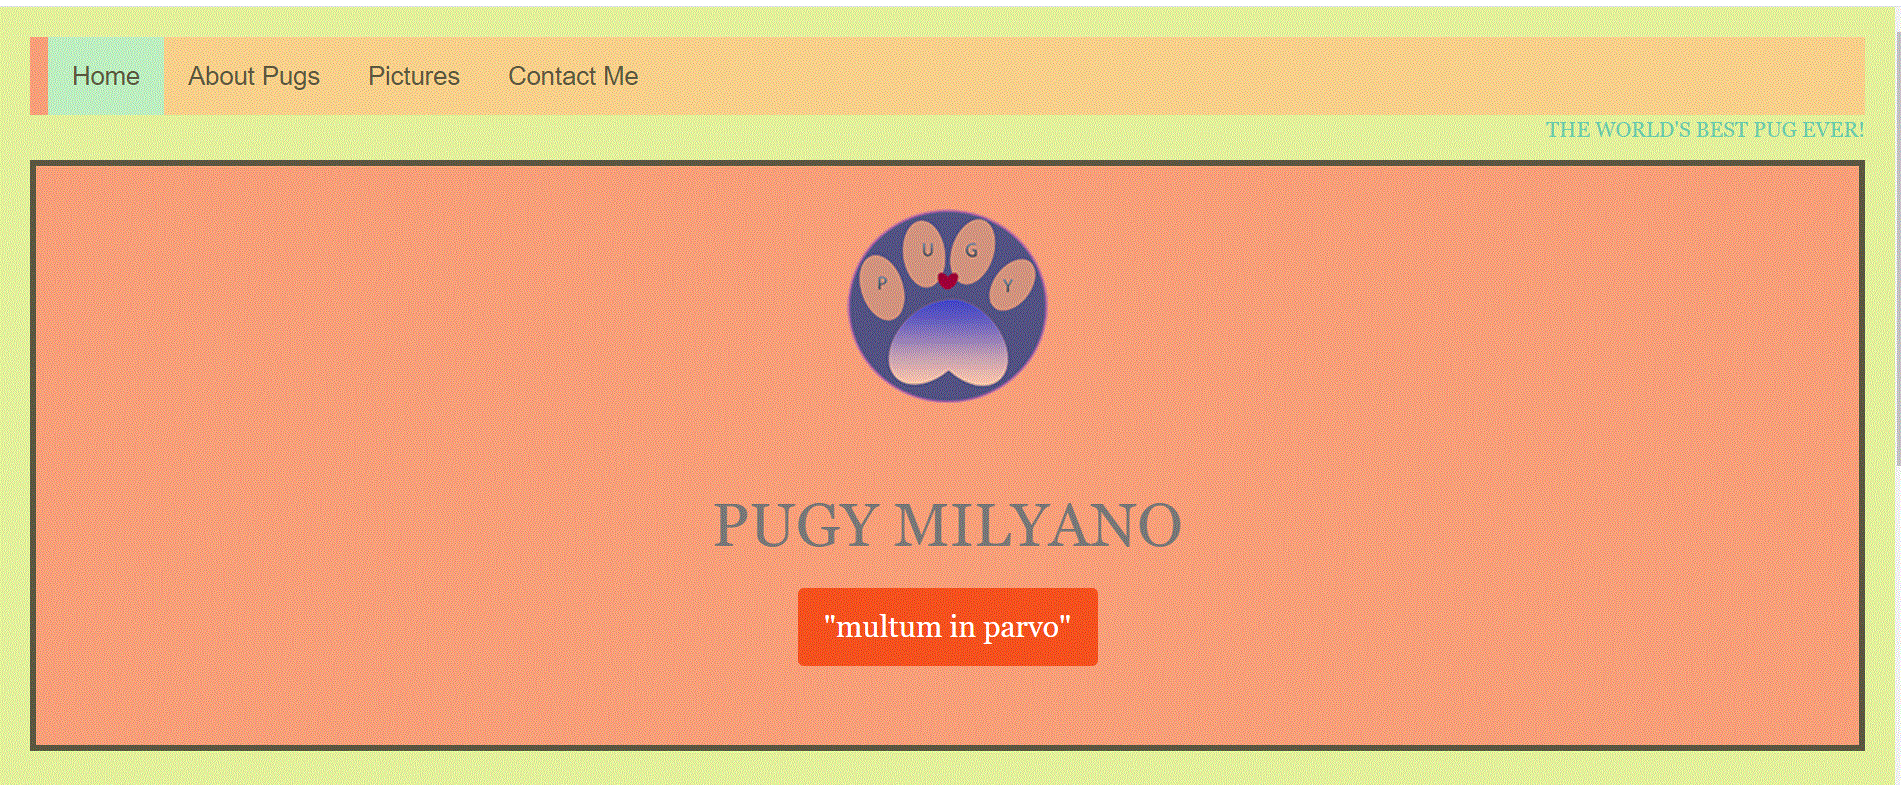 Home About Pugs Pictures Contact Me
THE WORLD'S BEST PUG EVER!
P U G Y
PUGY MILYANO
"multum in parvo"